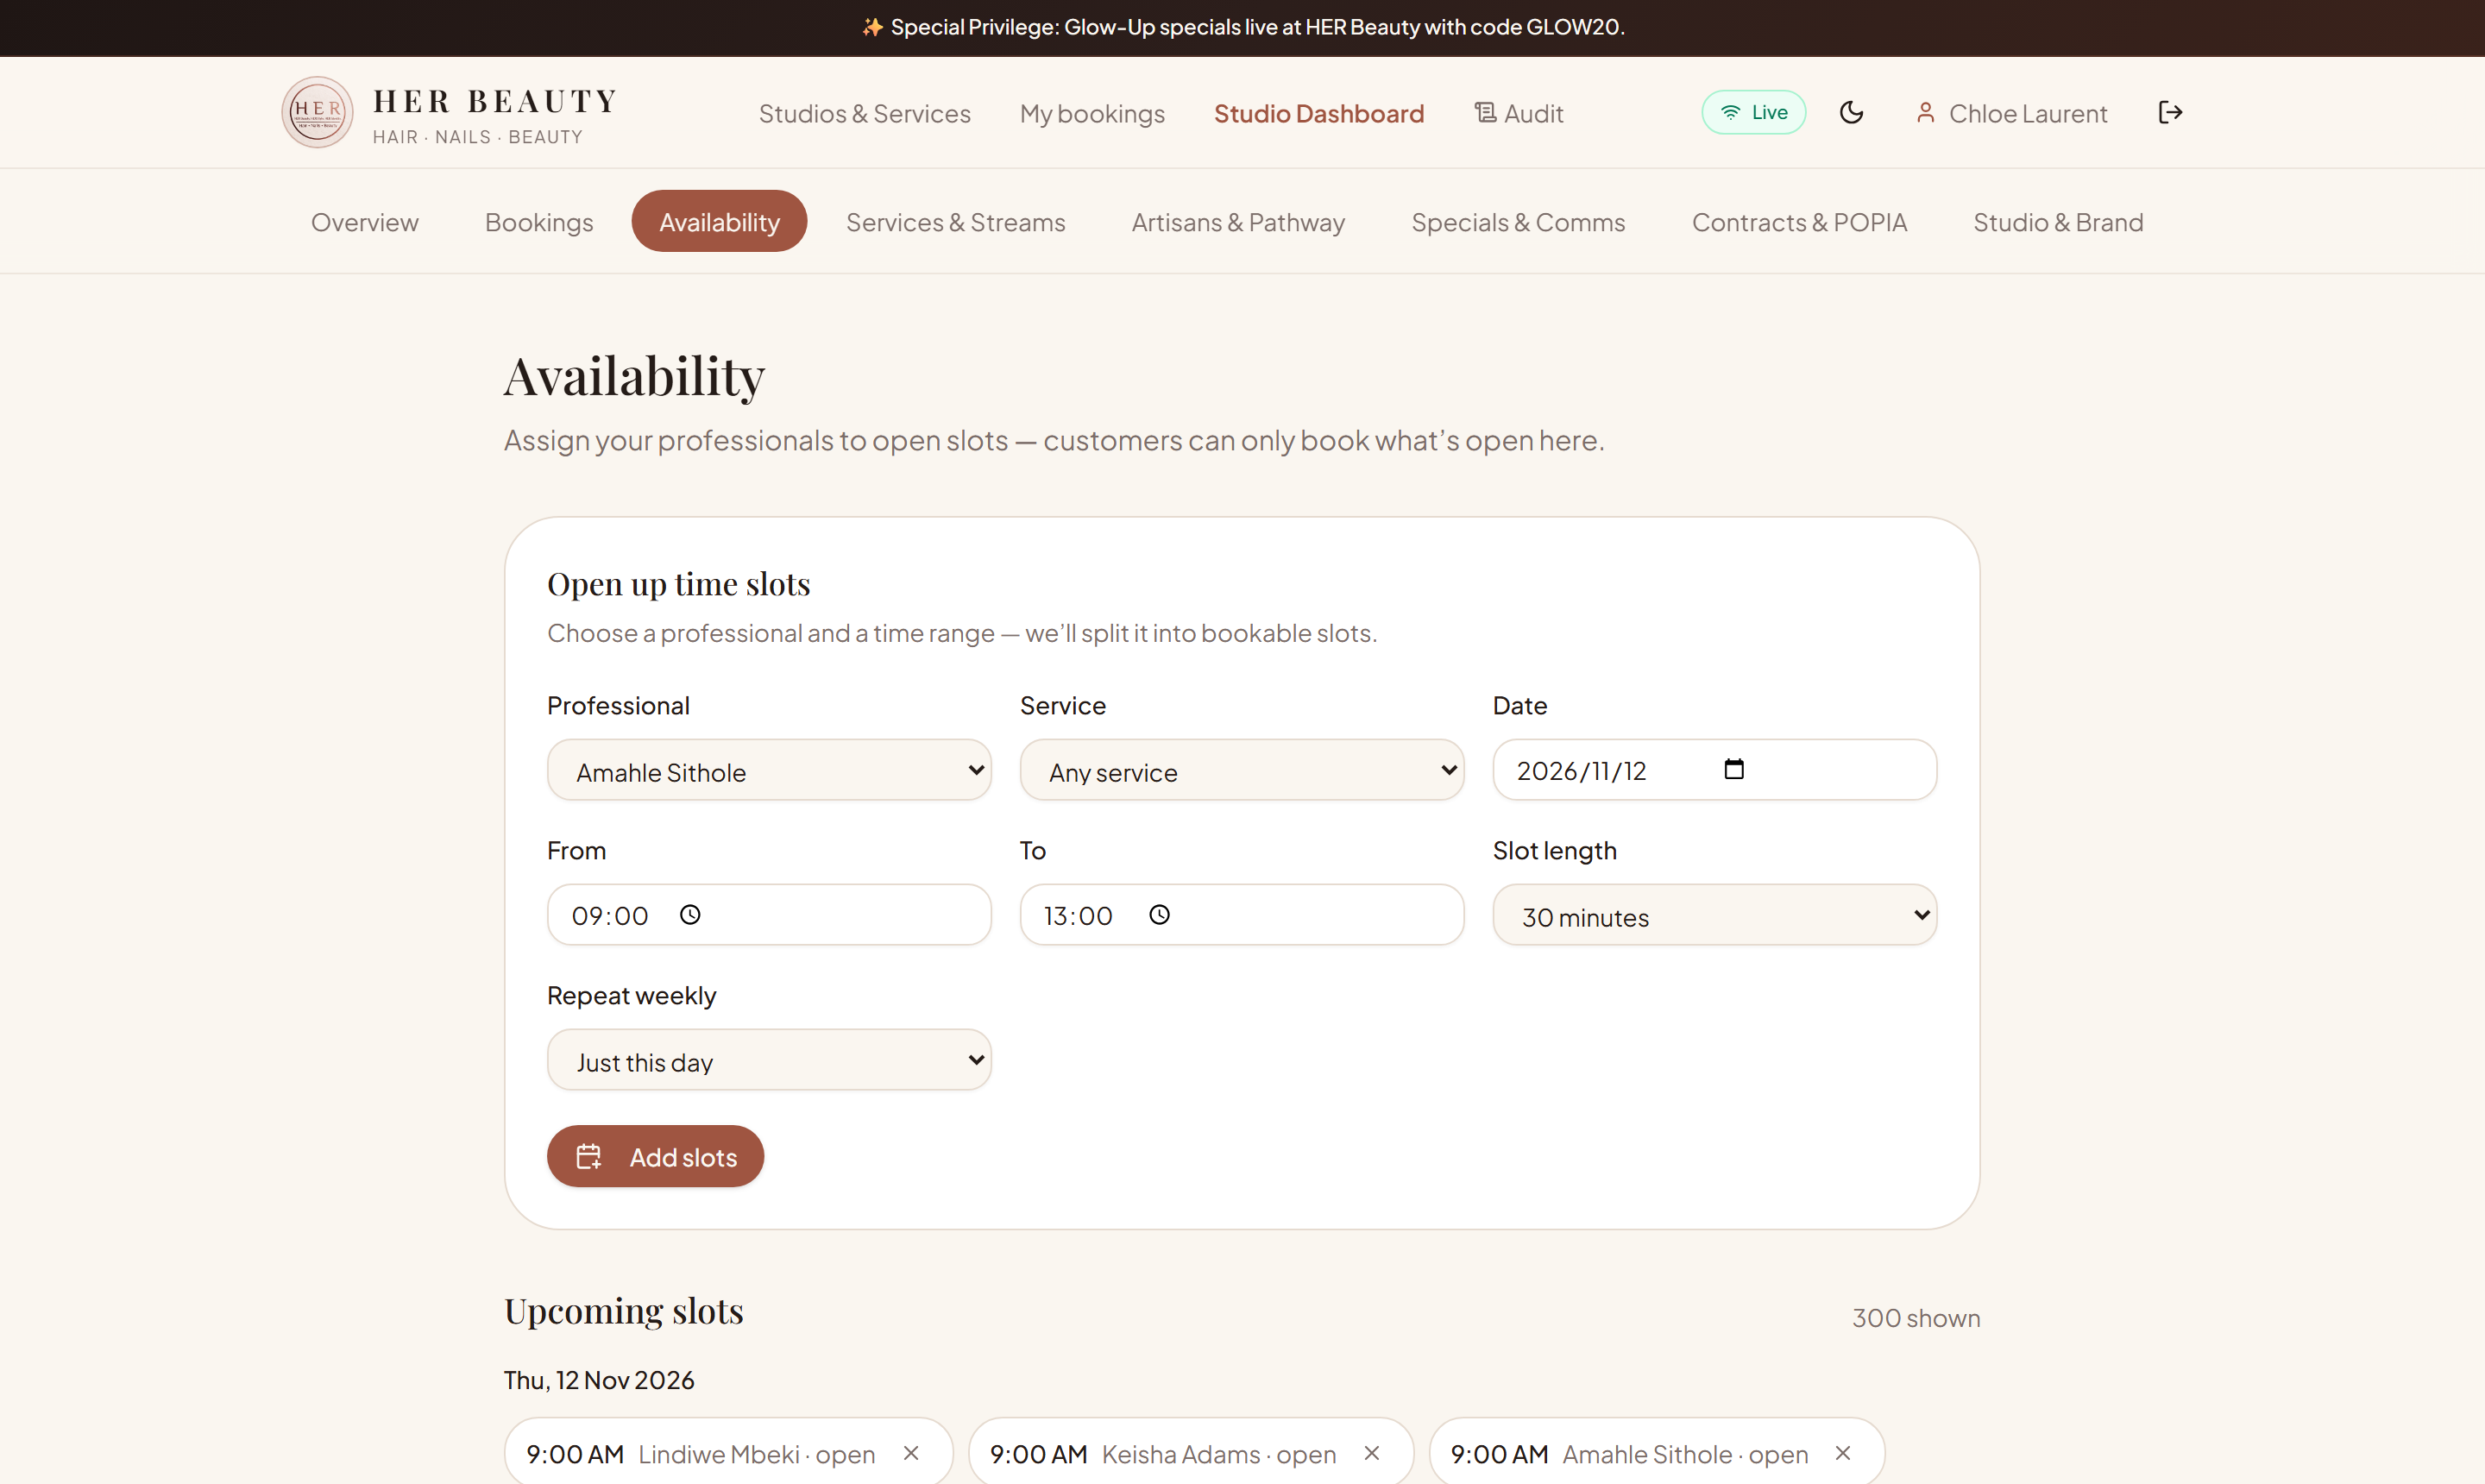 ✨ Special Privilege: Glow-Up specials live at HER Beauty with code GLOW20.
HER
HER BEAUTY
HAIR · NAILS · BEAUTY
Studios & Services
My bookings
Studio Dashboard
Audit
Live
Chloe Laurent
Overview
Bookings
Availability
Services & Streams
Artisans & Pathway
Specials & Comms
Contracts & POPIA
Studio & Brand
Availability
Assign your professionals to open slots — customers can only book what’s open here.
Open up time slots
Choose a professional and a time range — we’ll split it into bookable slots.
Professional
Service
Date
Amahle Sithole
Any service
2026/11/12
From
To
Slot length
09:00
13:00
30 minutes
Repeat weekly
Just this day
Add slots
Upcoming slots
300 shown
Thu, 12 Nov 2026
9:00 AM Lindiwe Mbeki · open ×
9:00 AM Keisha Adams · open ×
9:00 AM Amahle Sithole · open ×